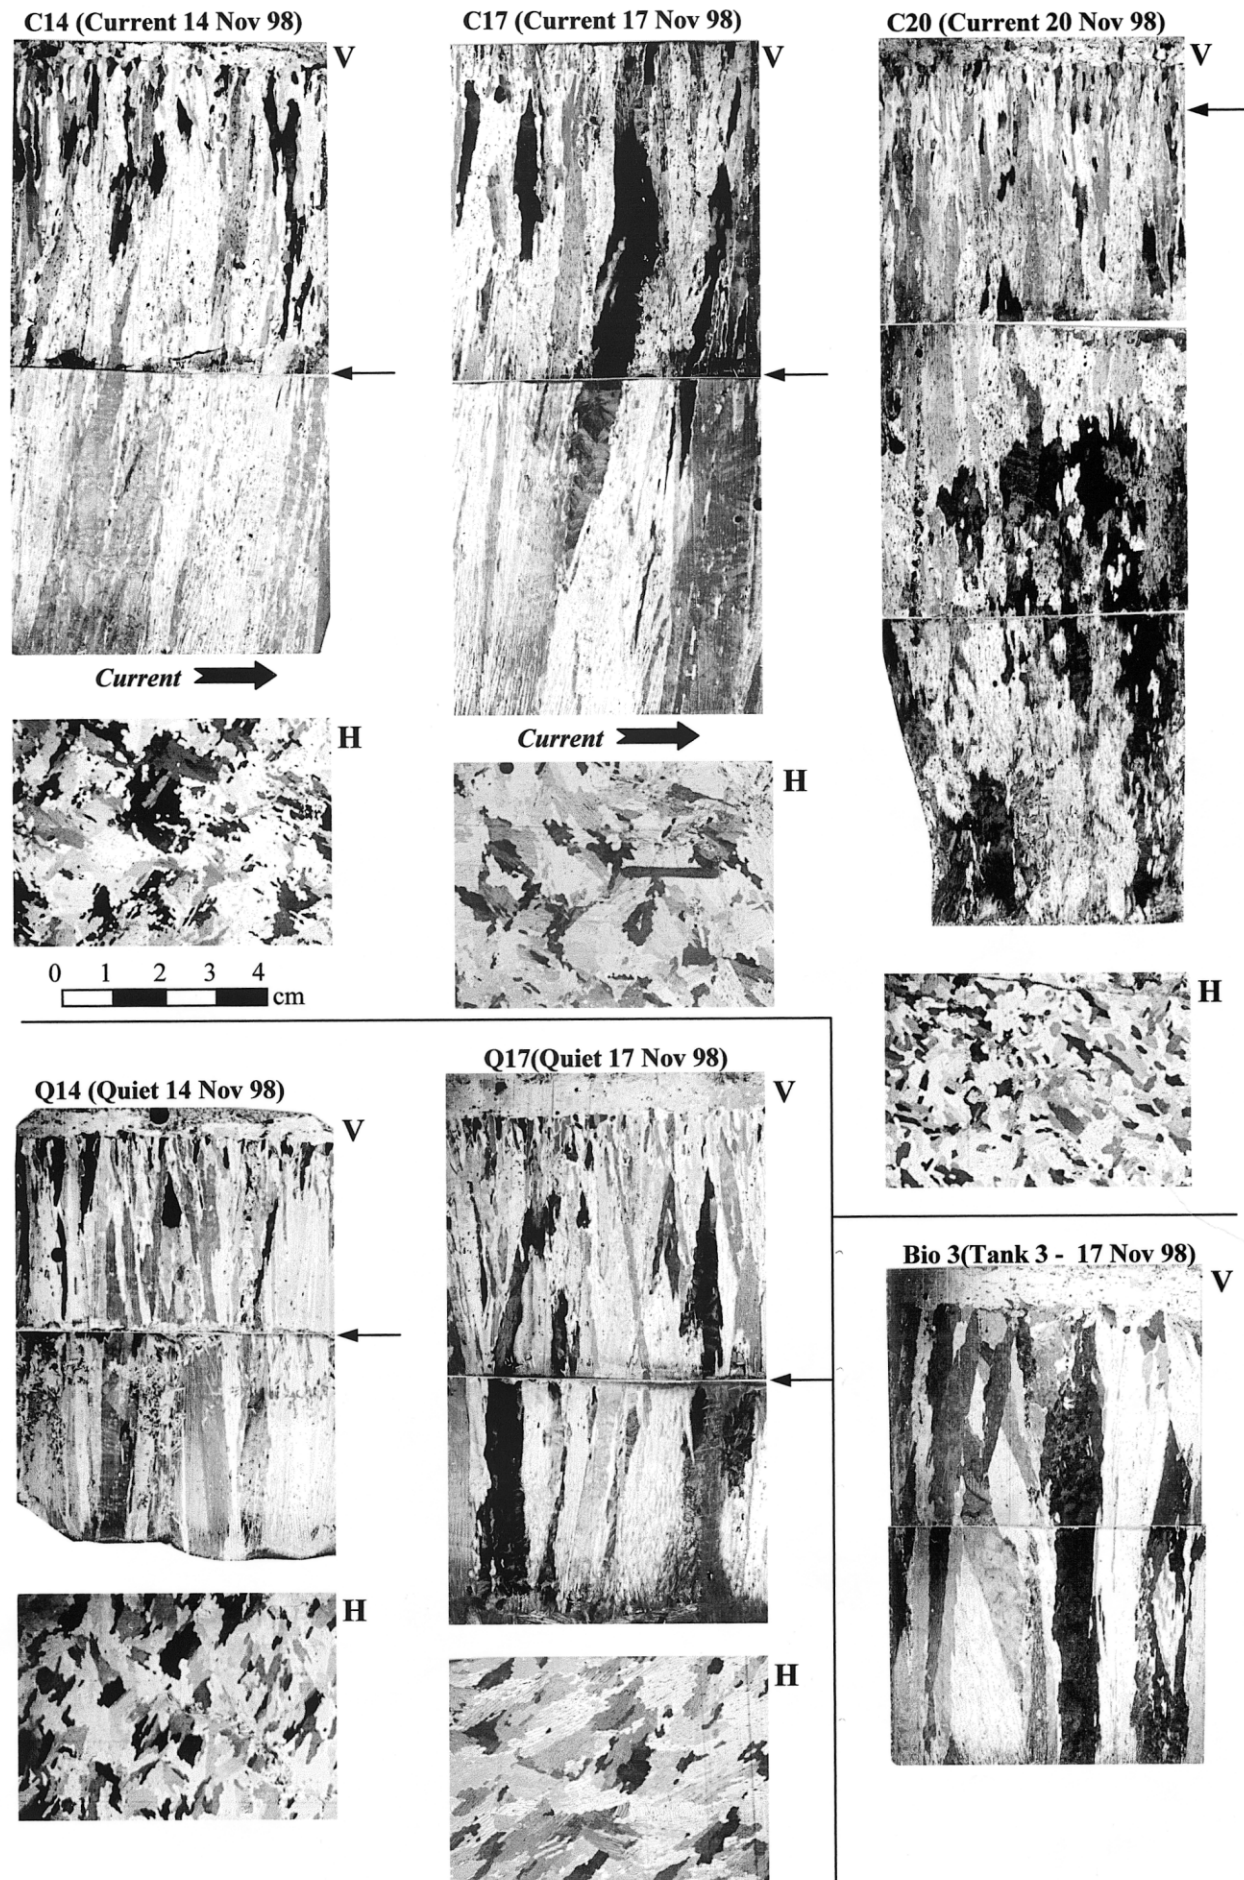 C14 (Current 14 Nov 98)
V
C17 (Current 17 Nov 98)
V
C20 (Current 20 Nov 98)
V
Current
H
Current
H
0 1 2 3 4
cm
H
Q14 (Quiet 14 Nov 98)
V
Q17(Quiet 17 Nov 98)
V
H
H
Bio 3(Tank 3 - 17 Nov 98)
V